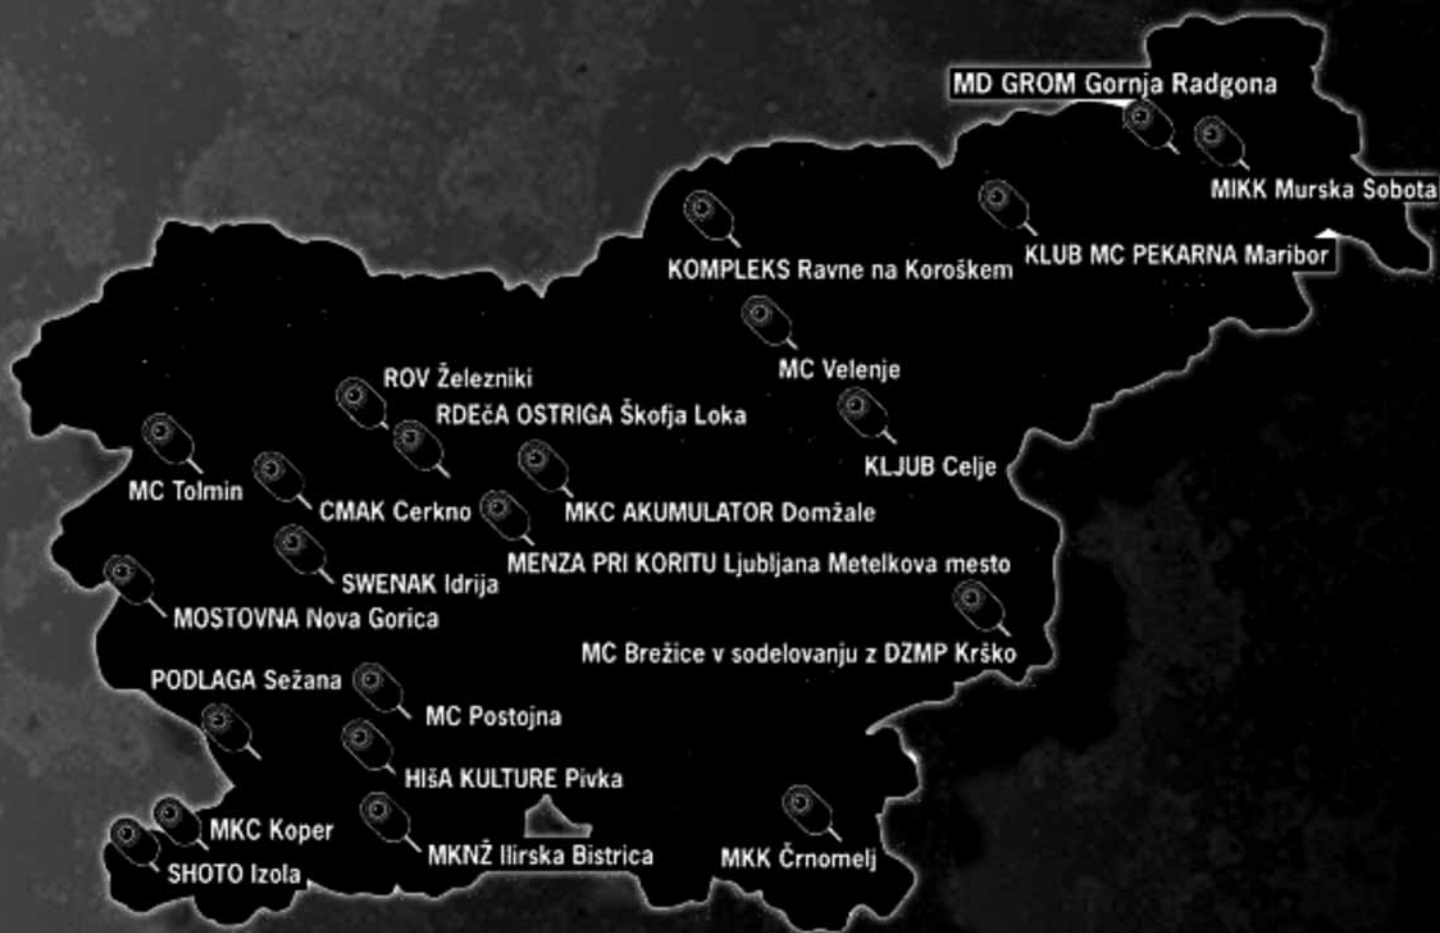 MD GROM Gornja Radgona
MIKK Murska Sobota
KLUB MC PEKARNA Maribor
KOMPLEKS Ravne na Koroškem
MC Velenje
ROV Železniki
RDEčA OSTRIGA Škofja Loka
KLJUB Celje
MC Tolmin
CMAK Cerkno
MKC AKUMULATOR Domžale
MENZA PRI KORITU Ljubljana Metelkova mesto
SWENAK Idrija
MOSTOVNA Nova Gorica
MC Brežice v sodelovanju z DZMP Krško
PODLAGA Sežana
MC Postojna
HIšA KULTURE Pivka
MKC Koper
MKNŽ Ilirska Bistrica
MKK Črnomelj
SHOTO Izola